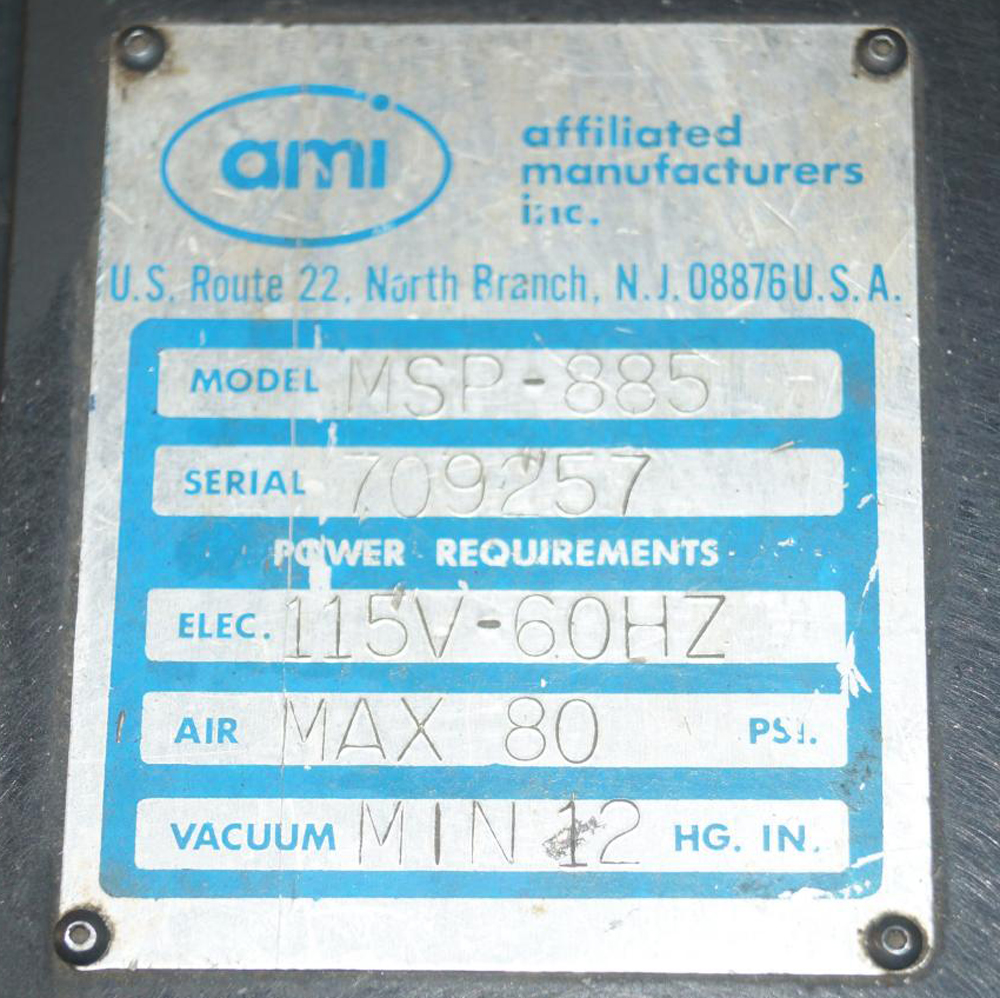 ami
affiliated
manufacturers
inc.
U.S. Route 22, North Branch, N.J. 08876 U.S.A.
MODEL MSP-885
SERIAL 709257
POWER REQUIREMENTS
ELEC. 115V-60HZ
AIR MAX 80 PSI.
VACUUM MIN 12 HG. IN.